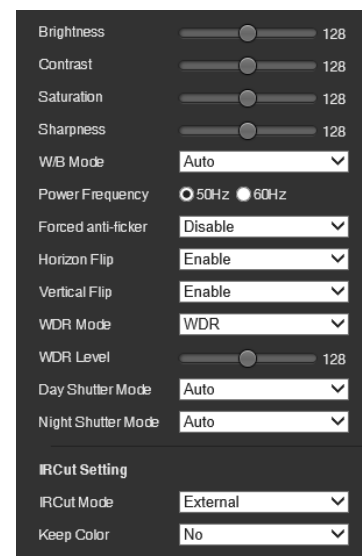 Brightness 128
Contrast 128
Saturation 128
Sharpness 128
W/B Mode Auto
Power Frequency 50Hz 60Hz
Forced anti-ficker Disable
Horizon Flip Enable
Vertical Flip Enable
WDR Mode WDR
WDR Level 128
Day Shutter Mode Auto
Night Shutter Mode Auto
IRCut Setting
IRCut Mode External
Keep Color No